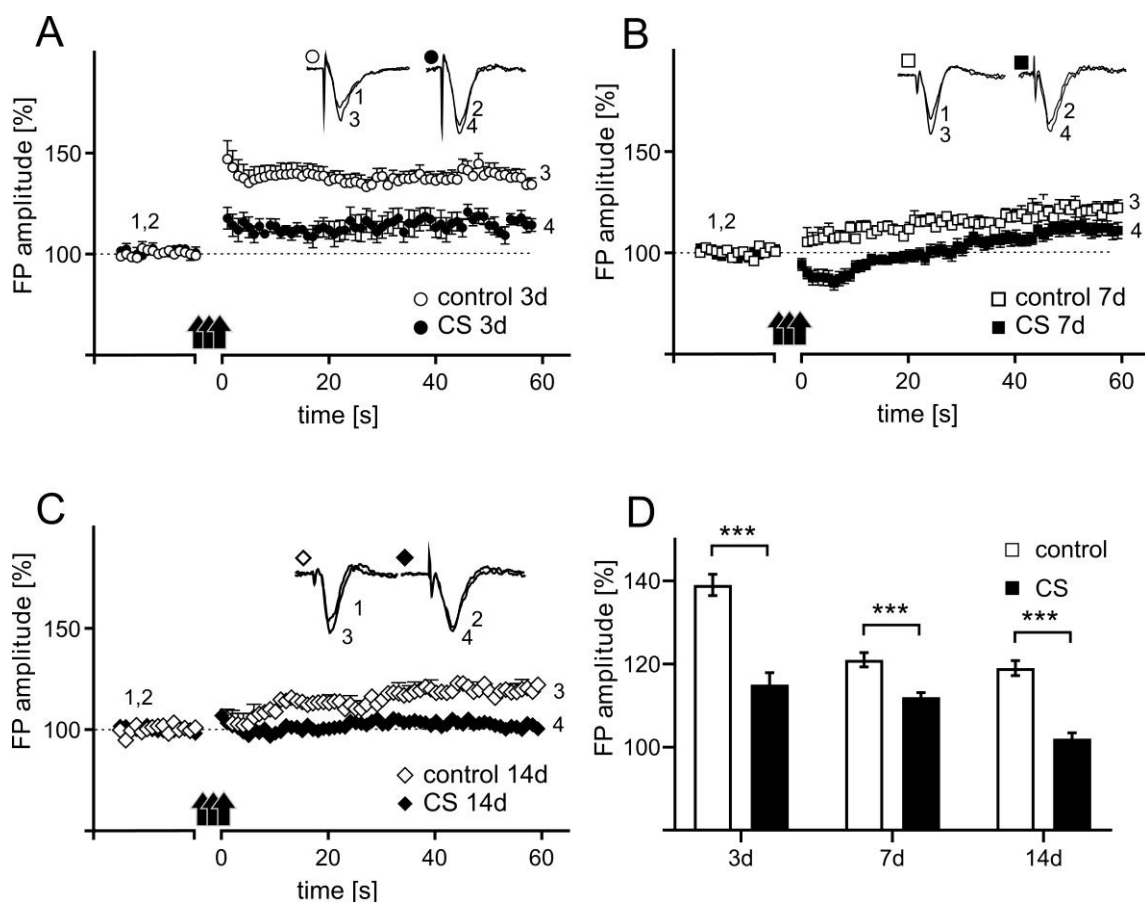 A
FP amplitude [%]
150
100
1,2
1
3
2
4
3
4
control 3d
CS 3d
0
20
40
60
time [s]
B
FP amplitude [%]
150
100
1,2
1
3
2
4
3
4
control 7d
CS 7d
0
20
40
60
time [s]
C
FP amplitude [%]
150
100
1,2
1
3
2
4
3
4
control 14d
CS 14d
0
20
40
60
time [s]
D
FP amplitude [%]
140
120
100
***
***
***
control
CS
3d
7d
14d